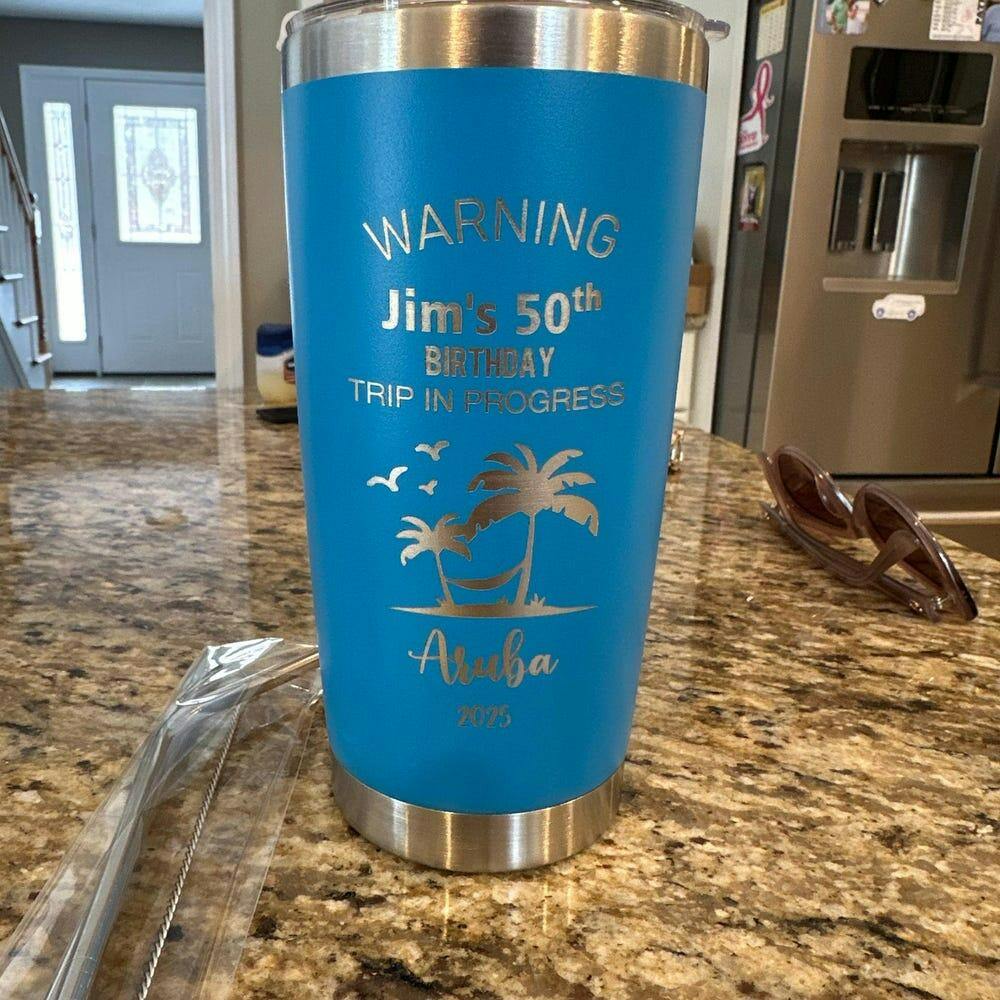 WARNING
Jim's 50th
BIRTHDAY
TRIP IN PROGRESS
Aruba
2025